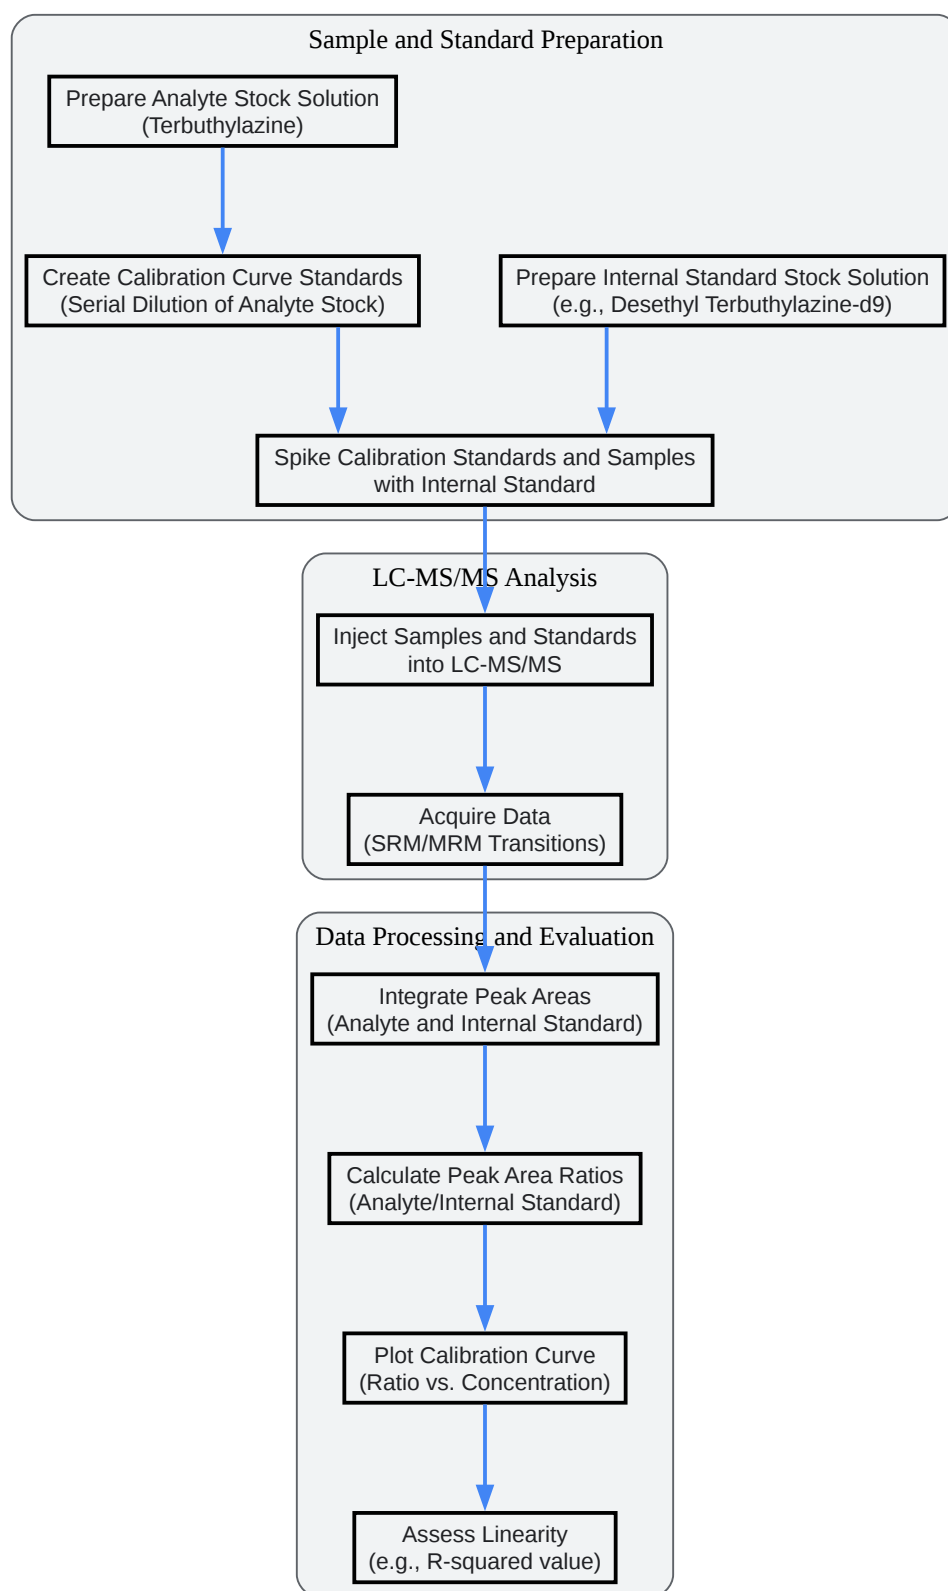 Sample and Standard Preparation
Prepare Analyte Stock Solution
(Terbuthylazine)
Create Calibration Curve Standards
(Serial Dilution of Analyte Stock)
Prepare Internal Standard Stock Solution
(e.g., Desethyl Terbuthylazine-d9)
Spike Calibration Standards and Samples
with Internal Standard
LC-MS/MS Analysis
Inject Samples and Standards
into LC-MS/MS
Acquire Data
(SRM/MRM Transitions)
Data Processing and Evaluation
Integrate Peak Areas
(Analyte and Internal Standard)
Calculate Peak Area Ratios
(Analyte/Internal Standard)
Plot Calibration Curve
(Ratio vs. Concentration)
Assess Linearity
(e.g., R-squared value)